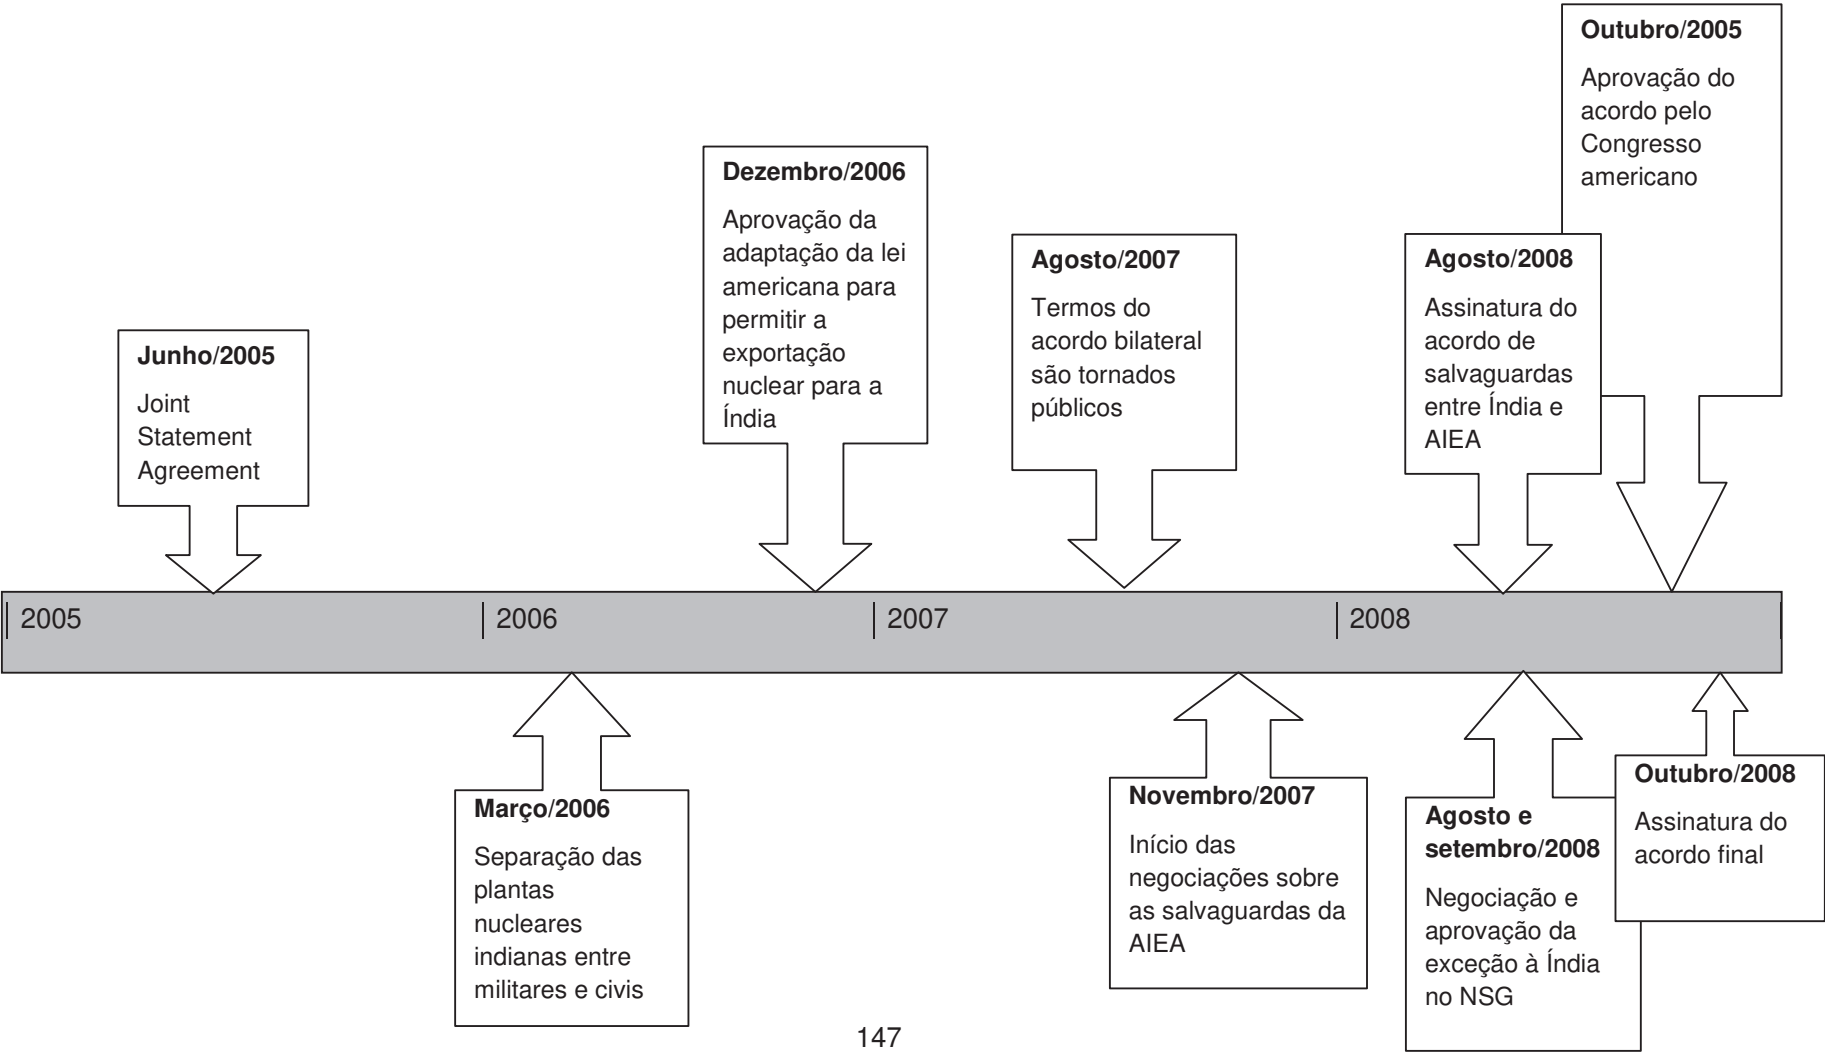 Outubro/2005
Aprovação do
acordo pelo
Congresso
americano
Dezembro/2006
Aprovação da
adaptação da lei
americana para
permitir a
exportação
nuclear para a
Índia
Agosto/2007
Termos do
acordo bilateral
são tornados
públicos
Agosto/2008
Assinatura do
acordo de
salvaguardas
entre Índia e
AIEA
Junho/2005
Joint
Statement
Agreement
2005
2006
2007
2008
Março/2006
Separação das
plantas
nucleares
indianas entre
militares e civis
Novembro/2007
Início das
negociações sobre
as salvaguardas da
AIEA
Agosto e
setembro/2008
Negociação e
aprovação da
exceção à Índia
no NSG
Outubro/2008
Assinatura do
acordo final
147